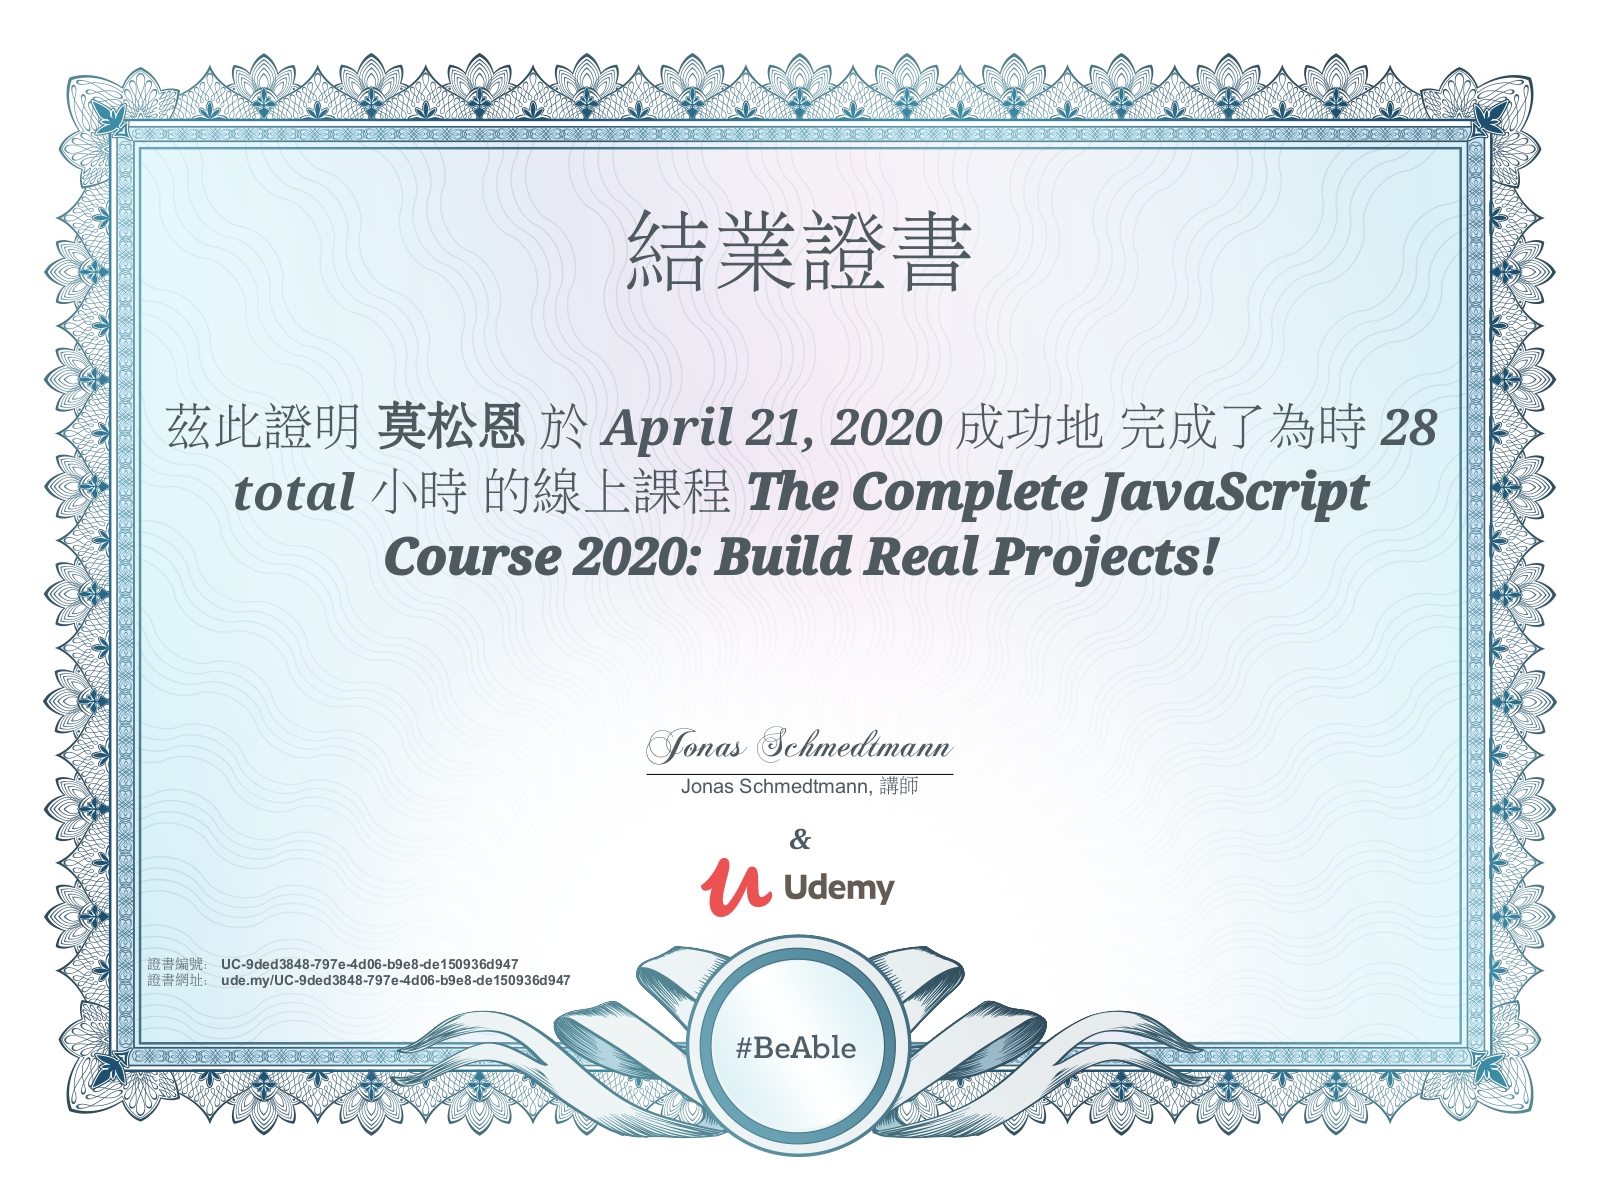 結業證書
茲此證明 莫松恩 於 April 21, 2020 成功地 完成了為時 28
total 小時 的線上課程 The Complete JavaScript
Course 2020: Build Real Projects!
Jonas Schmedtmann
Jonas Schmedtmann, 講師
&
Udemy
證書編號: UC-9ded3848-797e-4d06-b9e8-de150936d947
證書網址: ude.my/UC-9ded3848-797e-4d06-b9e8-de150936d947
#BeAble